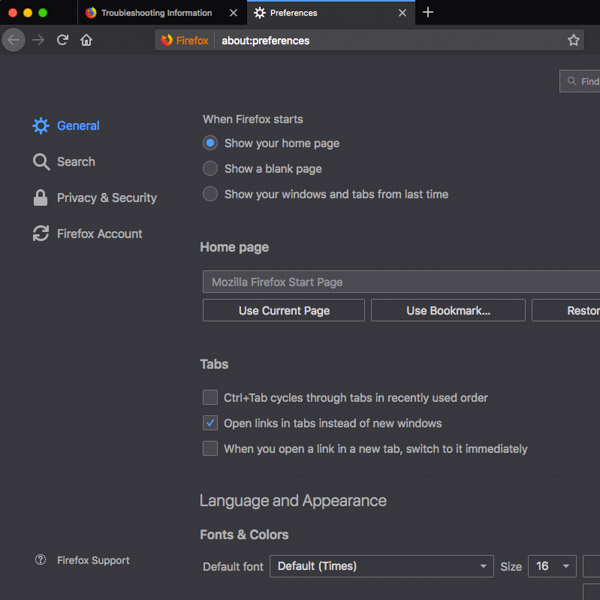 Troubleshooting Information
Preferences
Firefox
about:preferences
Find
General
Search
Privacy & Security
Firefox Account
When Firefox starts
Show your home page
Show a blank page
Show your windows and tabs from last time
Home page
Mozilla Firefox Start Page
Use Current Page
Use Bookmark...
Restor
Tabs
Ctrl+Tab cycles through tabs in recently used order
Open links in tabs instead of new windows
When you open a link in a new tab, switch to it immediately
Language and Appearance
Fonts & Colors
Default font
Default (Times)
Size
16
Firefox Support